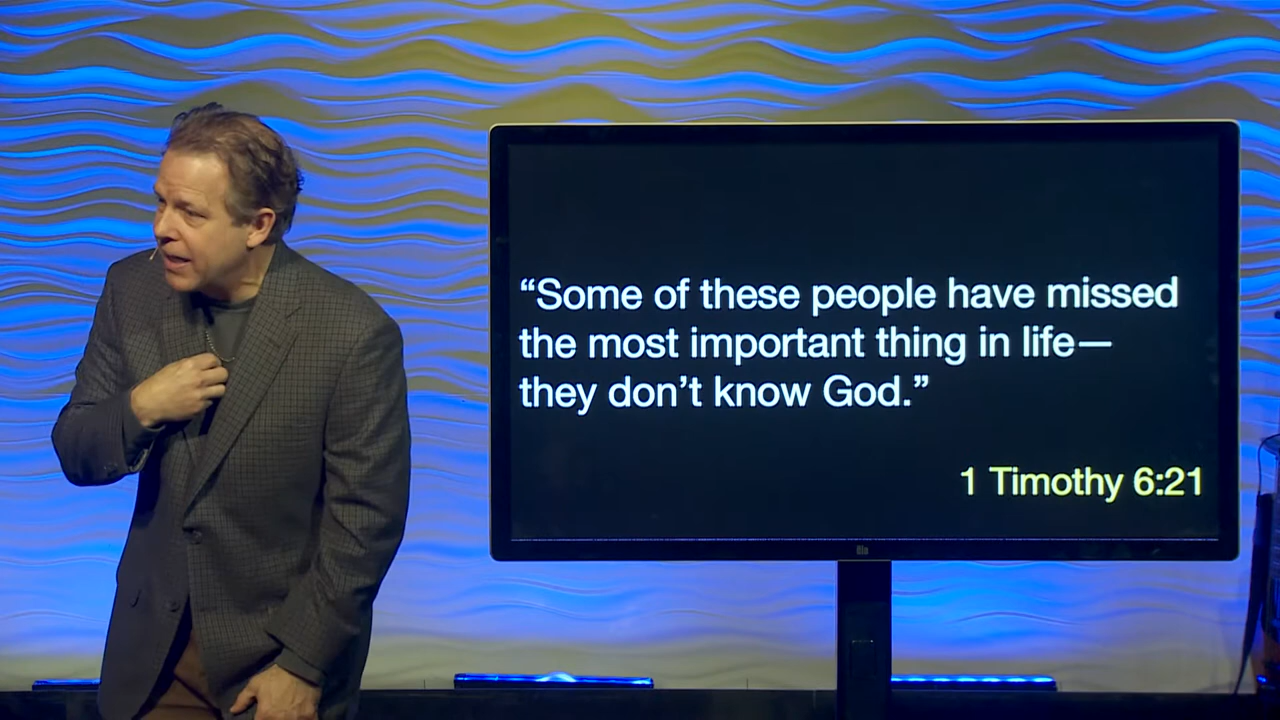 “Some of these people have missed
the most important thing in life—
they don’t know God.”
1 Timothy 6:21